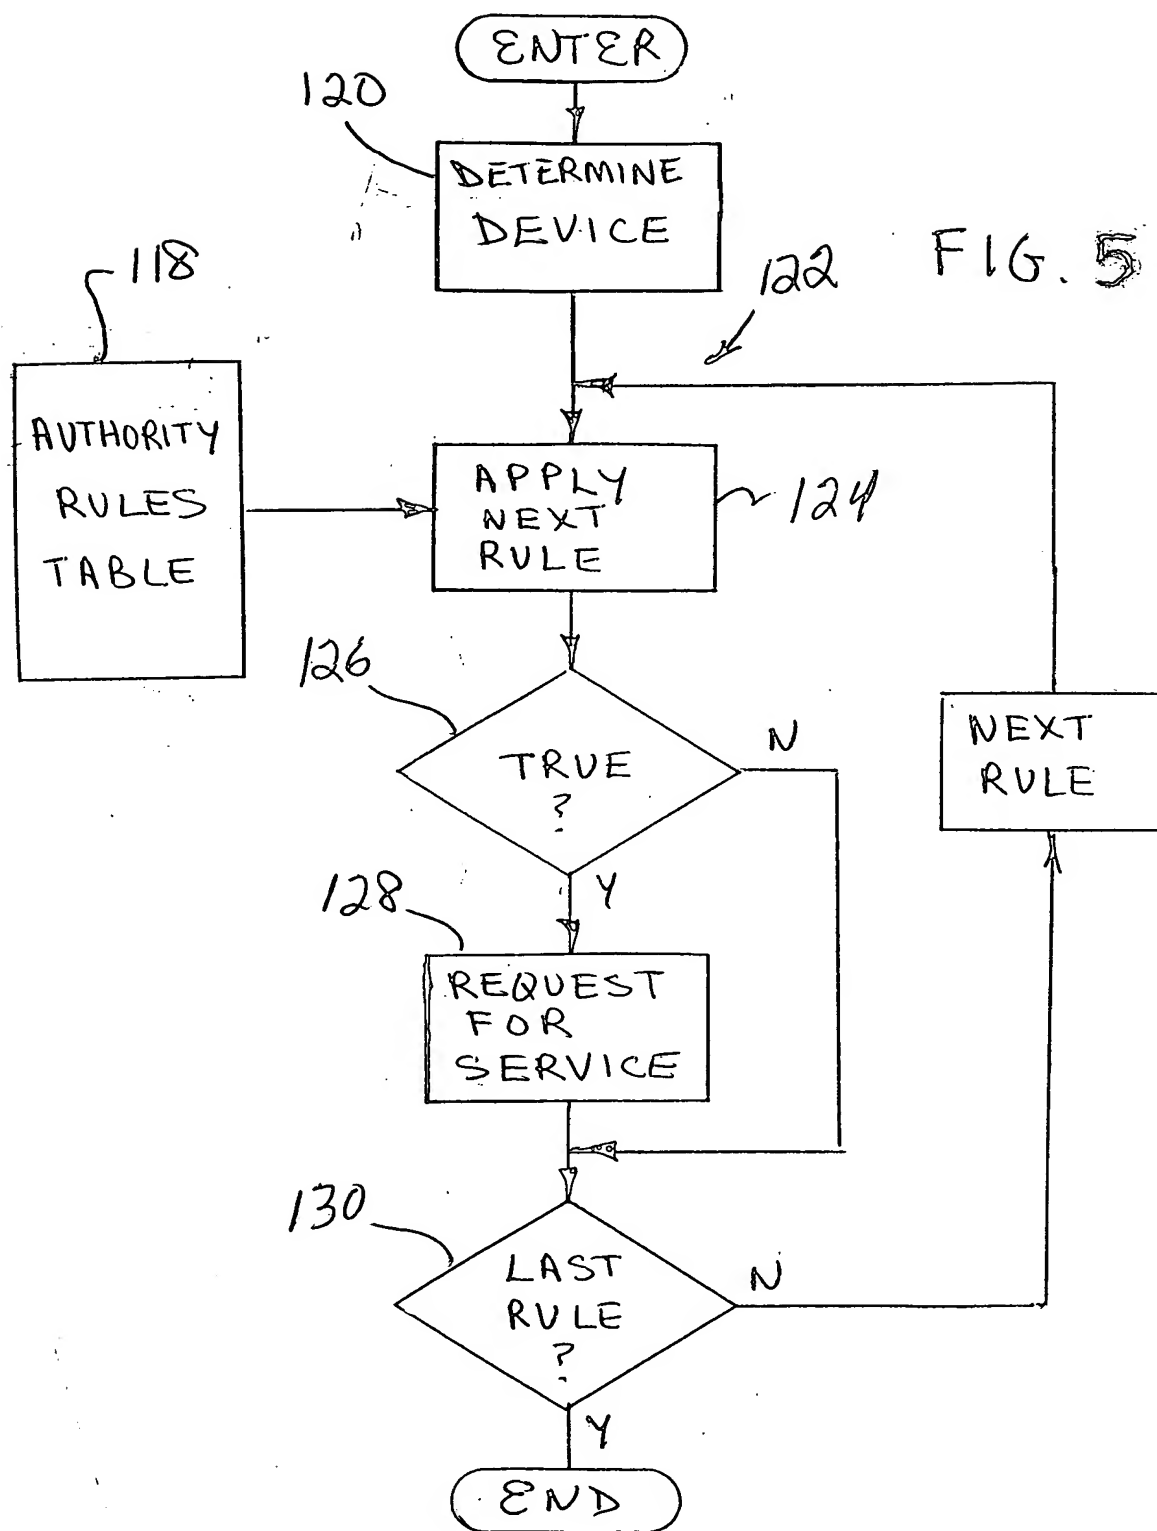 ENTER
120
DETERMINE
DEVICE
FIG. 5
118
122
AUTHORITY
RULES
TABLE
APPLY
NEXT
RULE
124
126
TRUE
?
N
NEXT
RULE
Y
128
REQUEST
FOR
SERVICE
130
LAST
RULE
?
N
Y
END